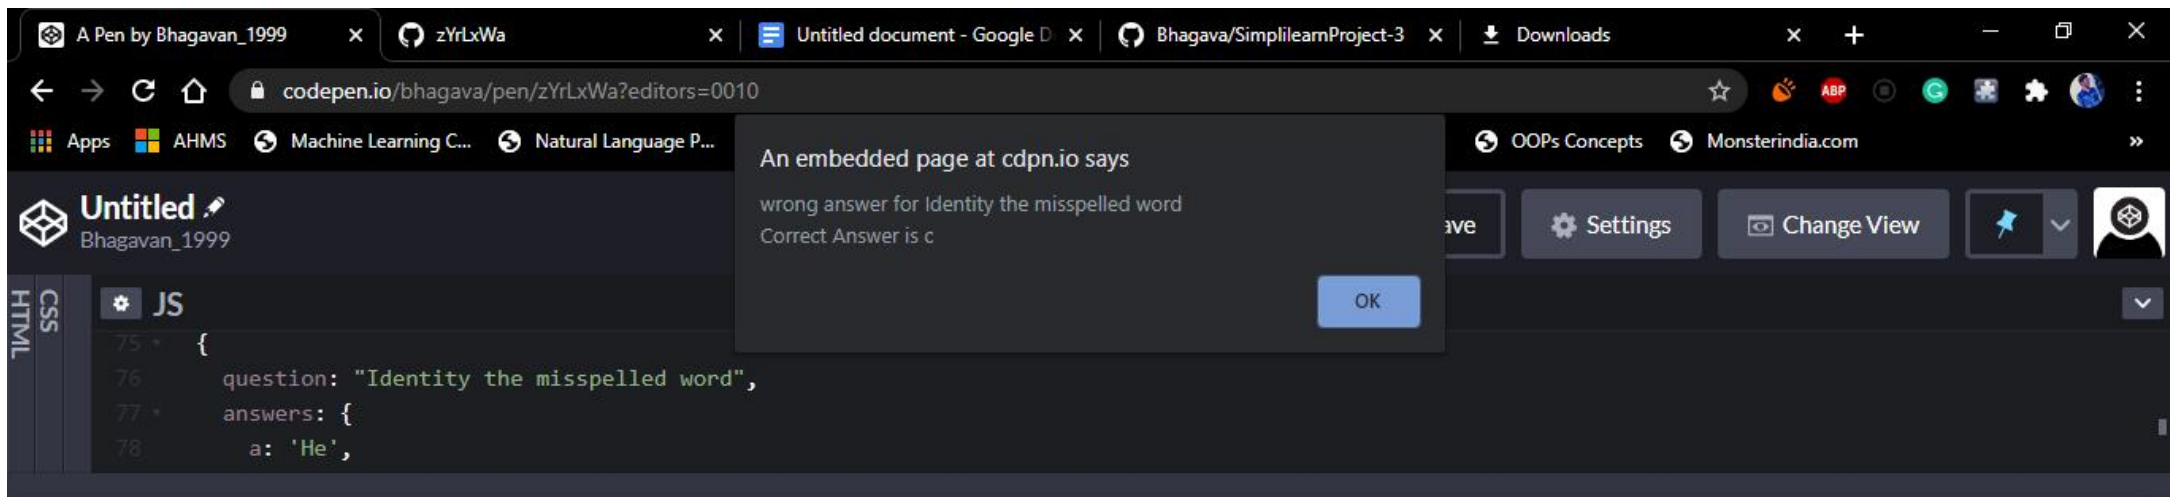 A Pen by Bhagavan_1999 zYrLxWa Untitled document - Google D Bhagava/SimplilearnProject-3 Downloads
codepen.io/bhagava/pen/zYrLxWa?editors=0010 ABP
Apps AHMS Machine Learning C... Natural Language P... OOPs Concepts Monsterindia.com »
An embedded page at cdpn.io says
wrong answer for Identity the misspelled word
Correct Answer is c
OK
Untitled
Bhagavan_1999
ave Settings Change View
HTML
CSS
JS
75 {
76 question: "Identity the misspelled word",
77 answers: {
78 a: 'He',